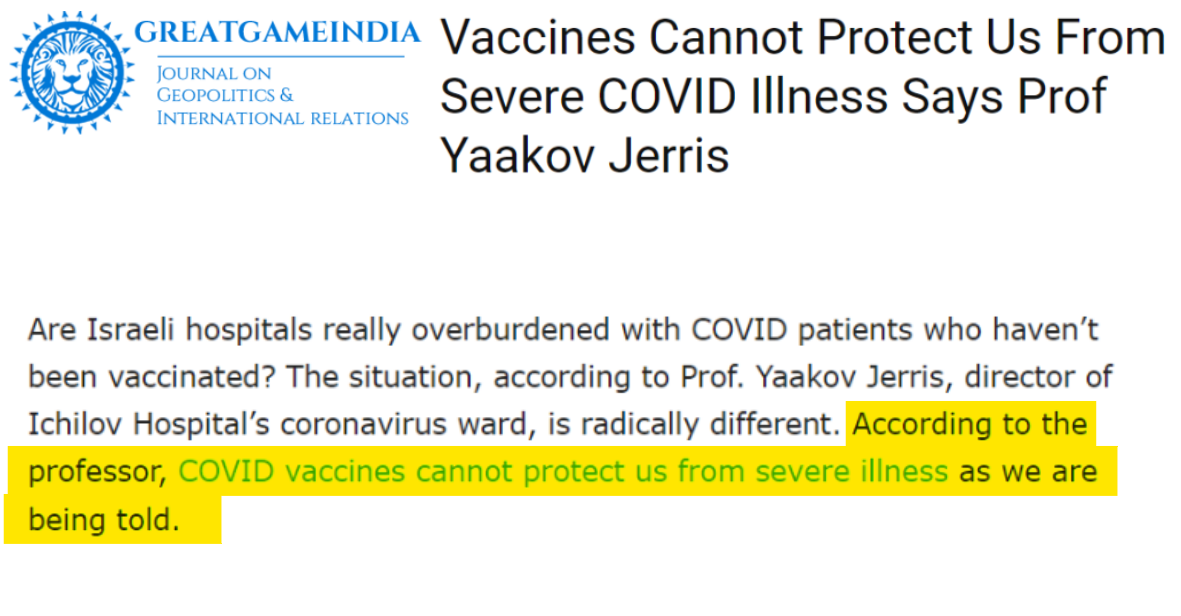 GREATGAMEINDIA
JOURNAL ON
GEOPOLITICS &
INTERNATIONAL RELATIONS
Vaccines Cannot Protect Us From
Severe COVID Illness Says Prof
Yaakov Jerris
Are Israeli hospitals really overburdened with COVID patients who haven’t
been vaccinated? The situation, according to Prof. Yaakov Jerris, director of
Ichilov Hospital’s coronavirus ward, is radically different. According to the
professor, COVID vaccines cannot protect us from severe illness as we are
being told.